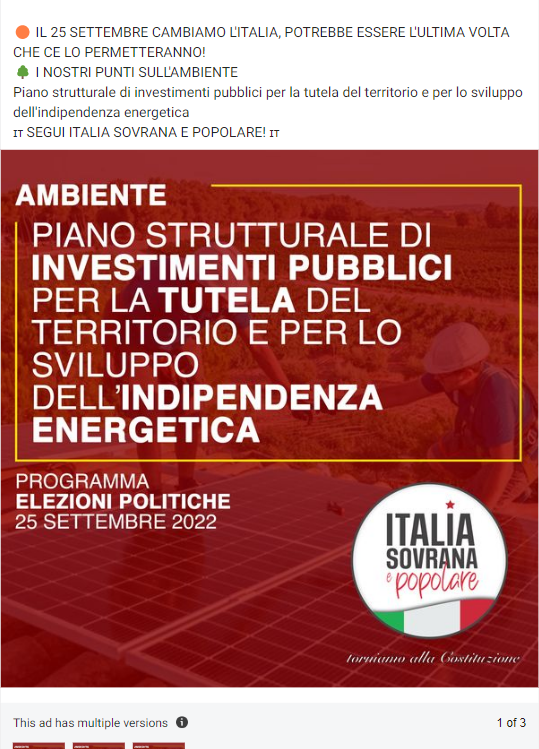 🟠 IL 25 SETTEMBRE CAMBIAMO L'ITALIA, POTREBBE ESSERE L'ULTIMA VOLTA
CHE CE LO PERMETTERANNO!
🌳 I NOSTRI PUNTI SULL'AMBIENTE
Piano strutturale di investimenti pubblici per la tutela del territorio e per lo sviluppo
dell'indipendenza energetica
🇮🇹 SEGUI ITALIA SOVRANA E POPOLARE! 🇮🇹
AMBIENTE
PIANO STRUTTURALE DI
INVESTIMENTI PUBBLICI
PER LA TUTELA DEL
TERRITORIO E PER LO
SVILUPPO
DELL'INDIPENDENZA
ENERGETICA
PROGRAMMA
ELEZIONI POLITICHE
25 SETTEMBRE 2022
ITALIA
SOVRANA
e popolare
torniamo alla Costituzione
This ad has multiple versions
1 of 3